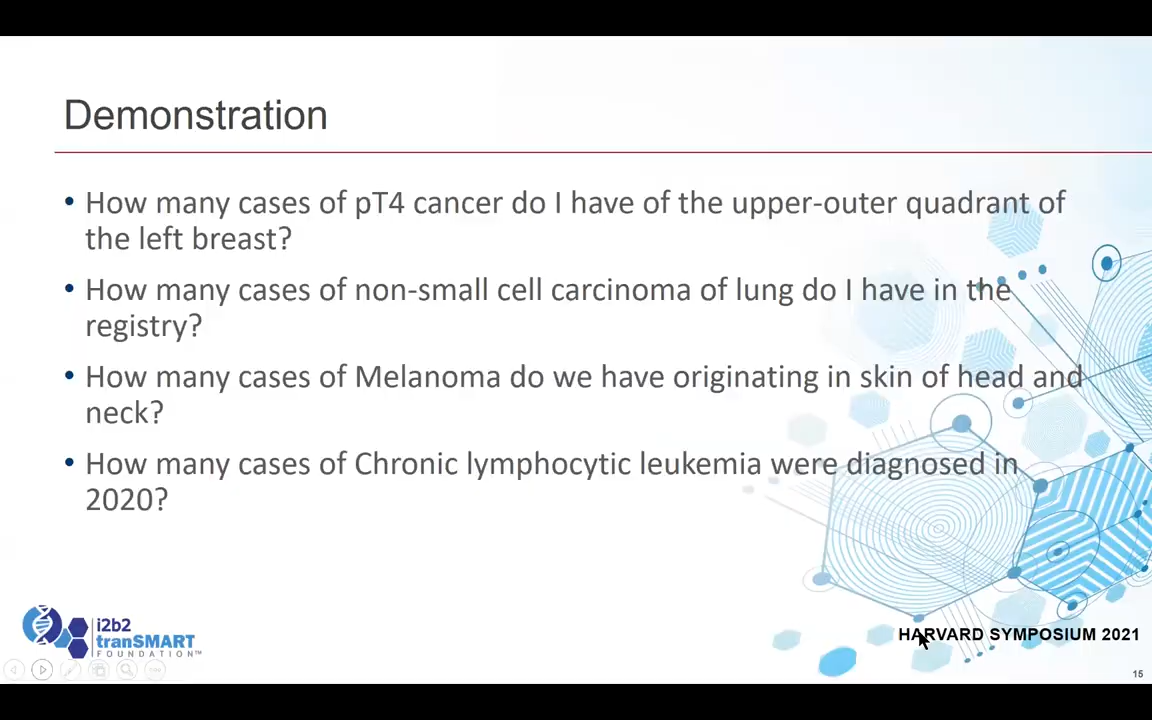 Demonstration
• How many cases of pT4 cancer do I have of the upper-outer quadrant of
the left breast?
• How many cases of non-small cell carcinoma of lung do I have in the
registry?
• How many cases of Melanoma do we have originating in skin of head and
neck?
• How many cases of Chronic lymphocytic leukemia were diagnosed in
2020?
i2b2
tranSMART
FOUNDATION™
HARVARD SYMPOSIUM 2021
15